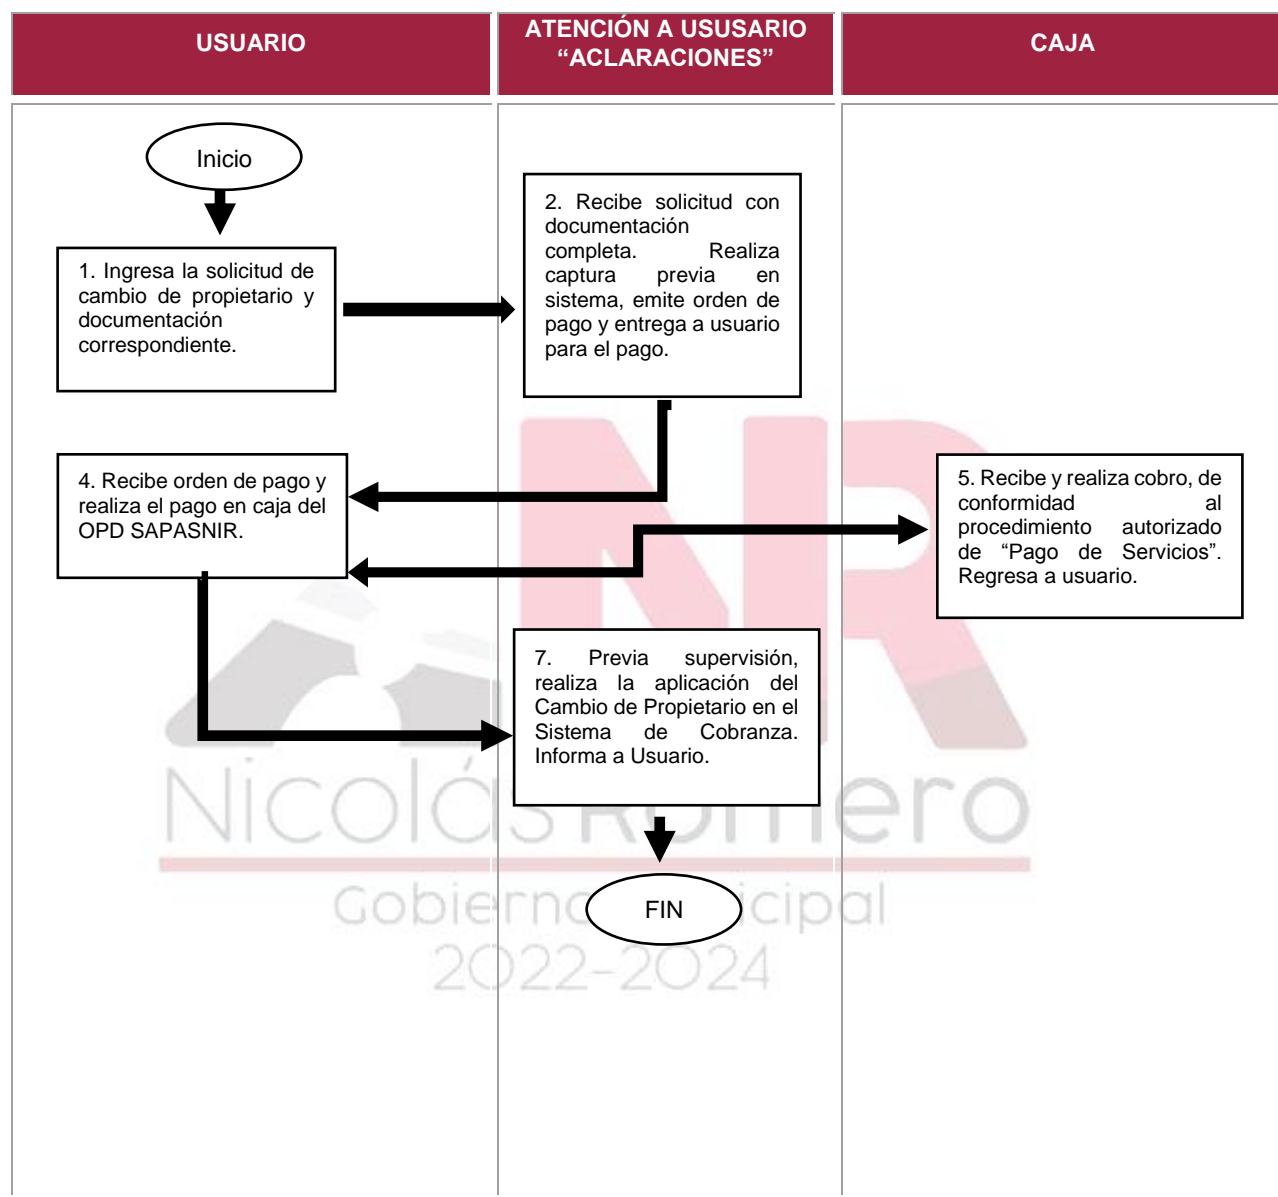 USUARIO
ATENCIÓN A USUSARIO
“ACLARACIONES”
CAJA
Inicio
1. Ingresa la solicitud de
cambio de propietario y
documentación
correspondiente.
2. Recibe solicitud con
documentación
completa. Realiza
captura previa en
sistema, emite orden de
pago y entrega a usuario
para el pago.
4. Recibe orden de pago y
realiza el pago en caja del
OPD SAPASNIR.
5. Recibe y realiza cobro, de
conformidad al
procedimiento autorizado
de “Pago de Servicios”.
Regresa a usuario.
7. Previa supervisión,
realiza la aplicación del
Cambio de Propietario en el
Sistema de Cobranza.
Informa a Usuario.
FIN
NR
Nicolás Romero
Gobierno Municipal
2022-2024